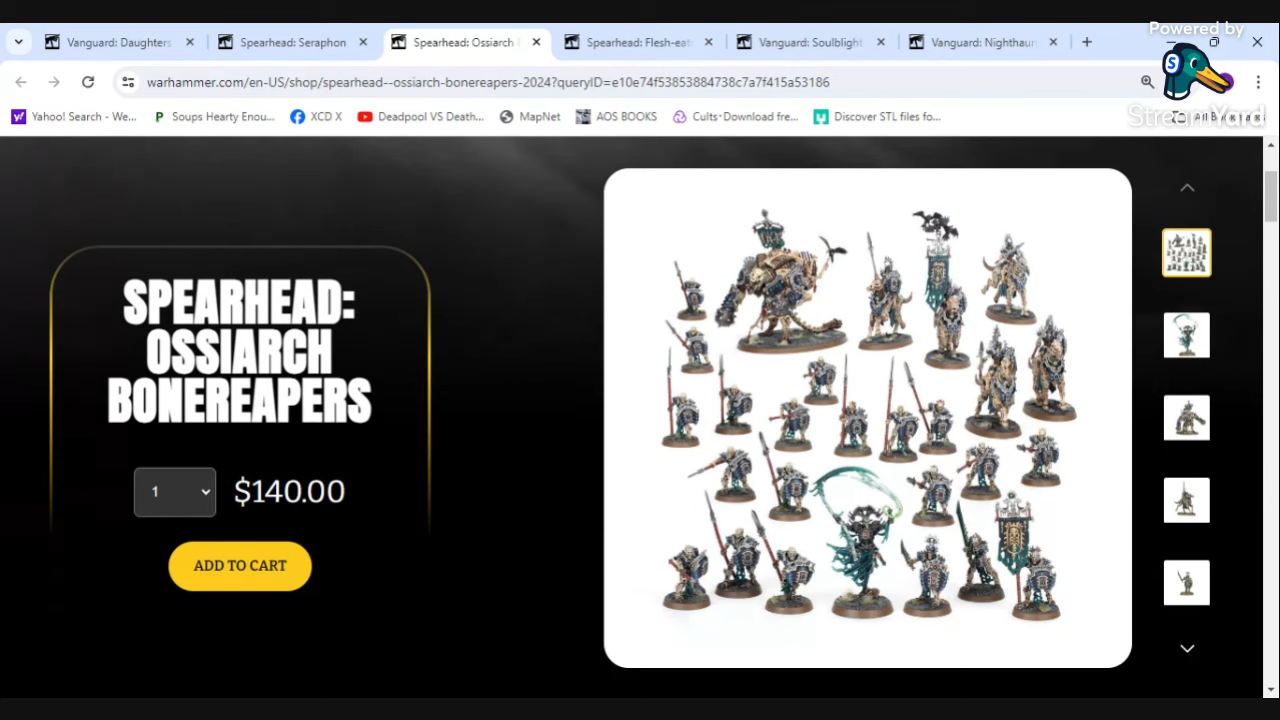 Powered by
StreamYard
Vanguard: Daughters
Spearhead: Seraphon
Spearhead: Ossiarch
Spearhead: Flesh-eat
Vanguard: Soulblight
Vanguard: Nighthaun
warhammer.com/en-US/shop/spearhead--ossiarch-bonereapers-2024?queryID=e10e74f53853884738c7a7f415a53186
Yahoo! Search - We...
Soups Hearty Enou...
XCD X
Deadpool VS Death...
MapNet
AOS BOOKS
Cults · Download fre...
Discover STL files fo...
SPEARHEAD:
OSSIARCH
BONEREAPERS
1
$140.00
ADD TO CART